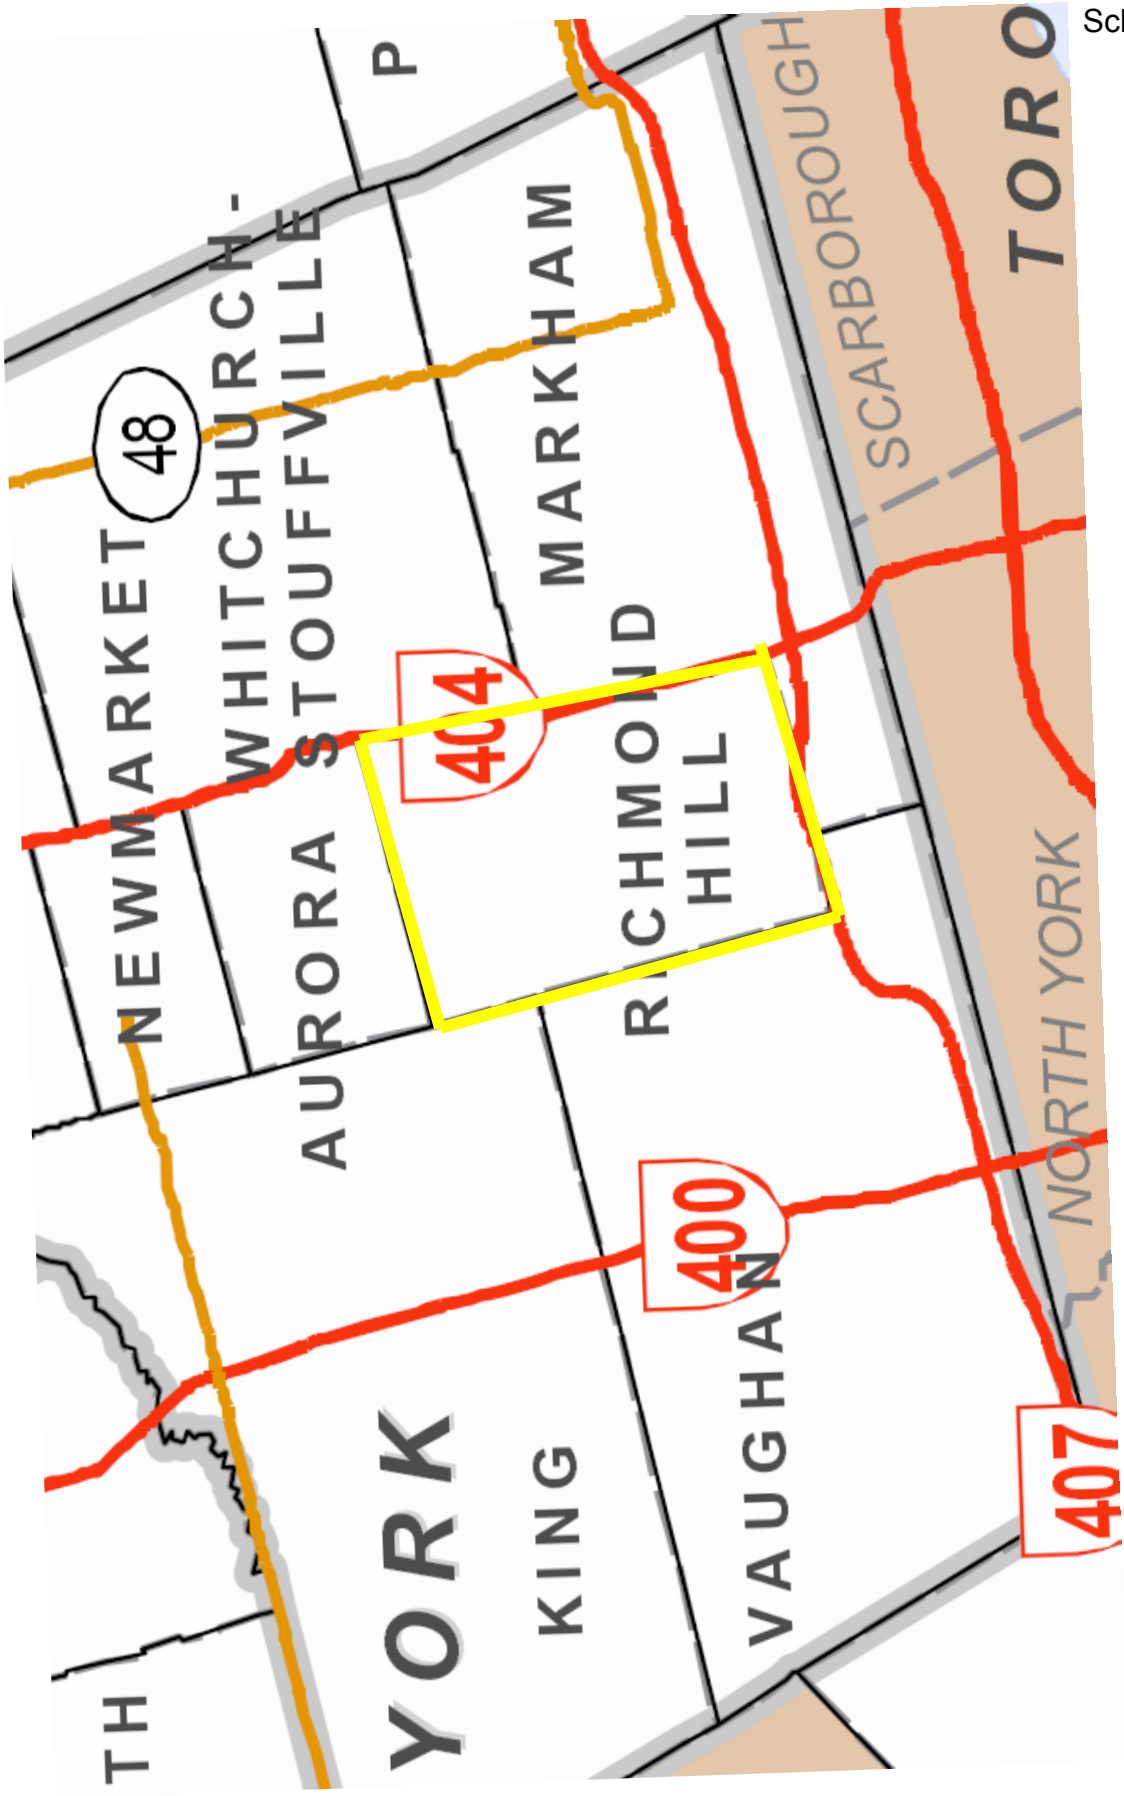 Scl
P
WHITCHURCH-
STOUFFVILLE
MARKHAM
SCARBOROUGH
TORO
48
NEWMARKET
404
RICHMOND
HILL
AURORA
NORTH YORK
400
VAUGHAN
KING
YORK
407
TH